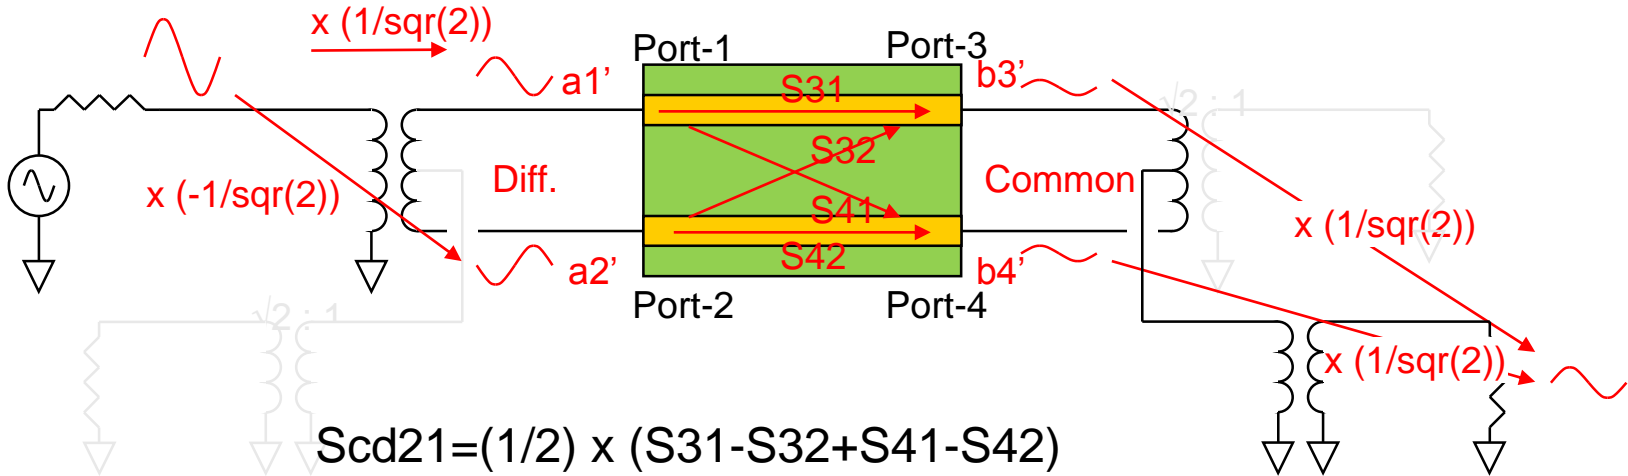 x (1/sqr(2))
Port-1
Port-3
a1’
S31
b3’
√2 : 1
S32
x (-1/sqr(2))
Diff.
Common
S41
x (1/sqr(2))
a2’
S42
b4’
Port-2
Port-4
√2 : 1
x (1/sqr(2))
Scd21=(1/2) x (S31-S32+S41-S42)